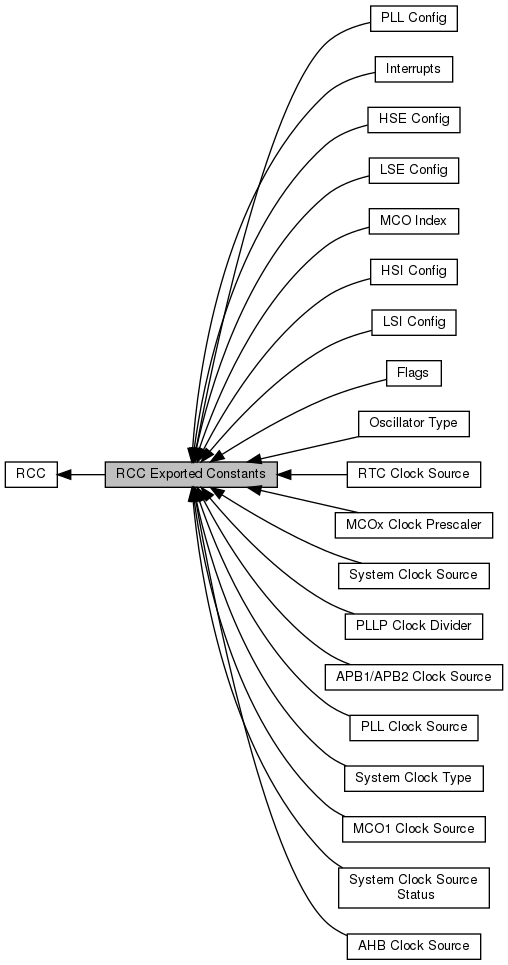 PLL Config
Interrupts
HSE Config
LSE Config
MCO Index
HSI Config
LSI Config
Flags
Oscillator Type
RCC
RCC Exported Constants
RTC Clock Source
MCOx Clock Prescaler
System Clock Source
PLLP Clock Divider
APB1/APB2 Clock Source
PLL Clock Source
System Clock Type
MCO1 Clock Source
System Clock Source
Status
AHB Clock Source